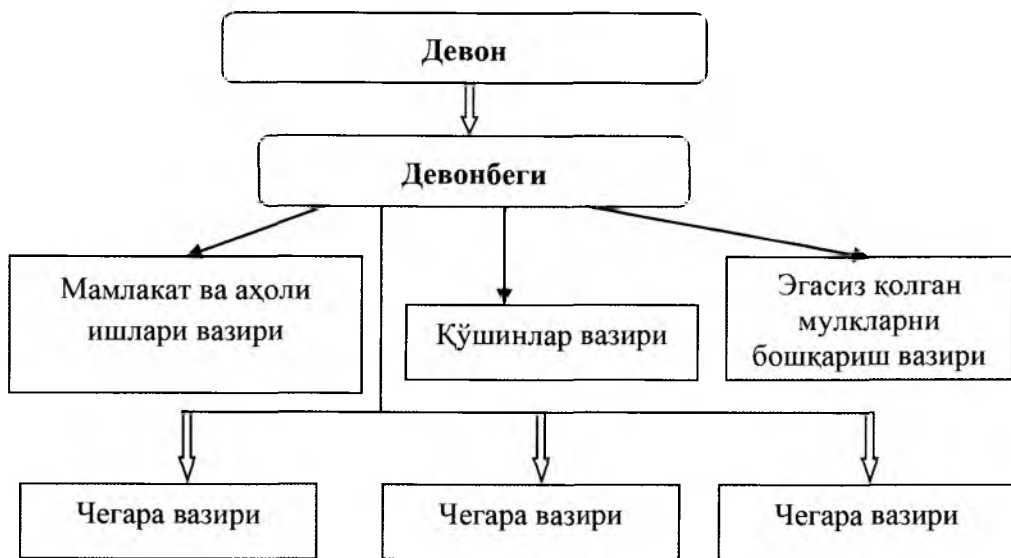 Девон
Девонбеги
Мамлакат ва аҳоли
ишлари вазири
Қўшинлар вазири
Эгасиз қолган
мулкларни
бошқариш вазири
Чегара вазири
Чегара вазири
Чегара вазири